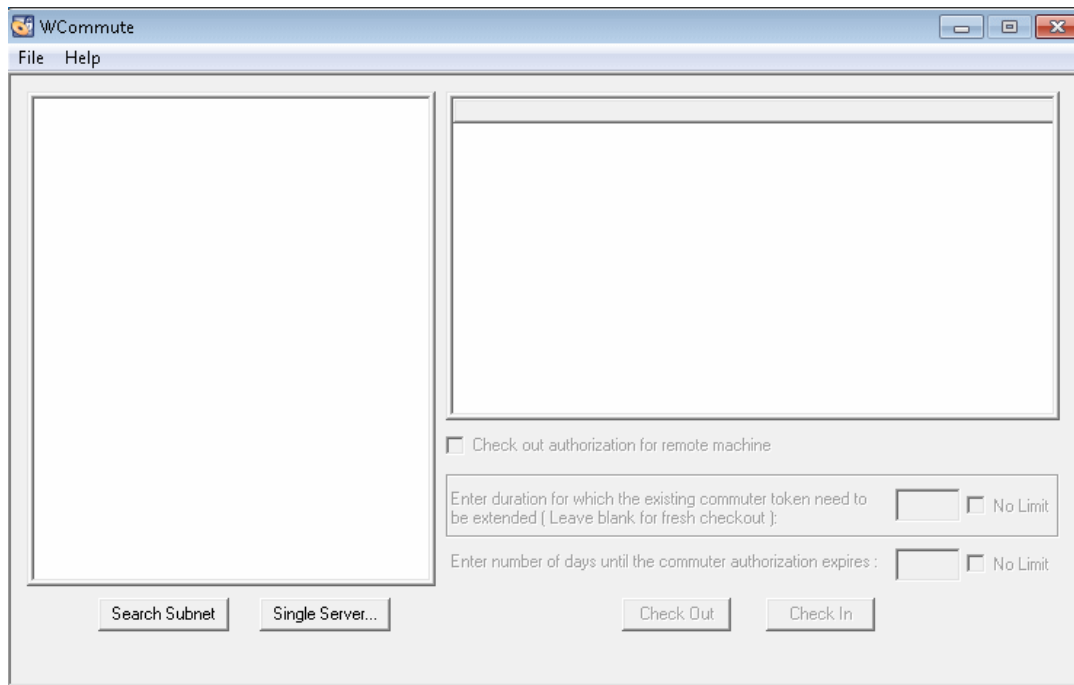 WCommute
File Help
Check out authorization for remote machine
Enter duration for which the existing commuter token need to
be extended ( Leave blank for fresh checkout ):
No Limit
Enter number of days until the commuter authorization expires :
No Limit
Search Subnet
Single Server...
Check Out
Check In